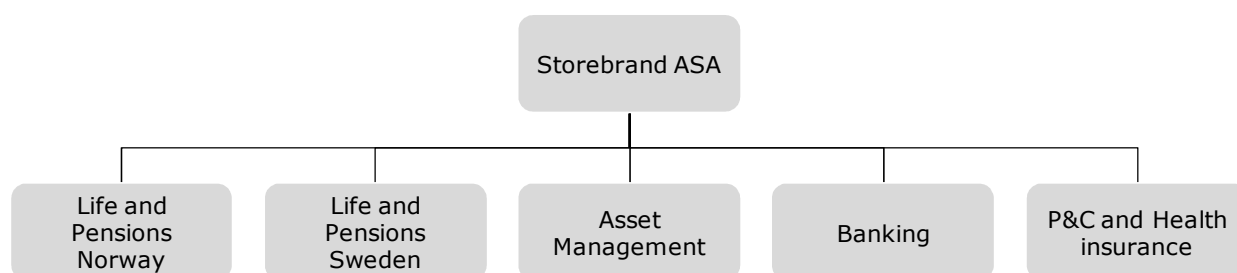 Storebrand ASA
Life and
Pensions
Norway
Life and
Pensions
Sweden
Asset
Management
Banking
P&C and Health
insurance